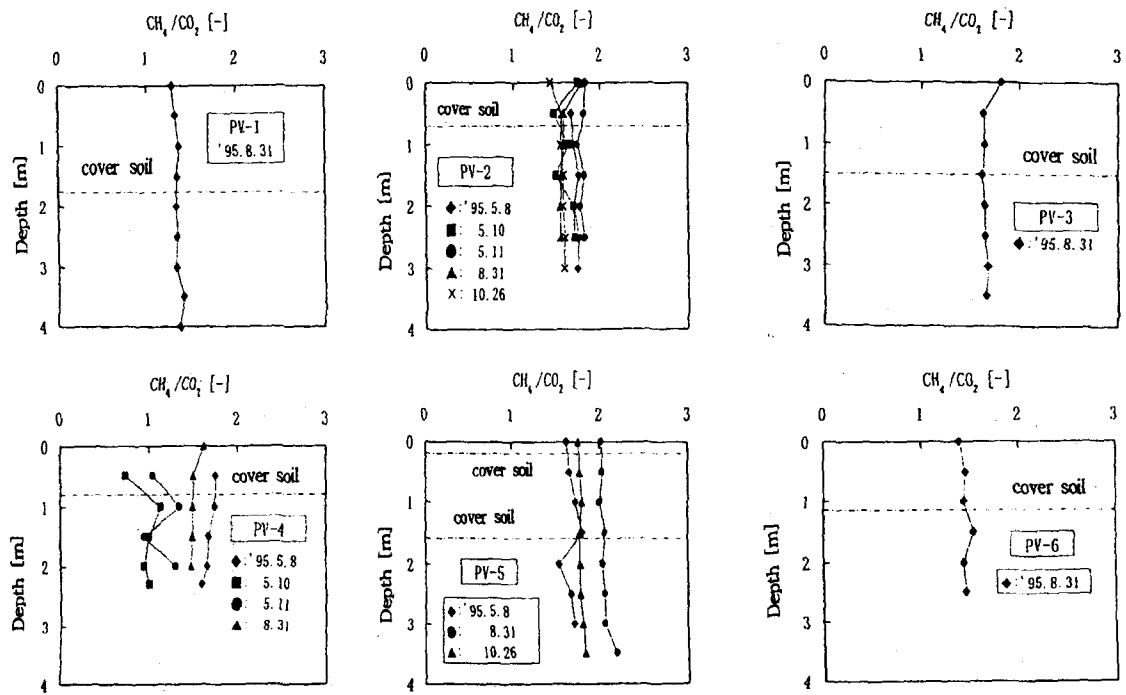 CH4/CO2 [-]
0 1 2 3
0
1
2
3
4
Depth [m]
cover soil
PV-1
'95.8.31
CH4/CO2 [-]
0 1 2 3
0
1
2
3
4
Depth [m]
cover soil
PV-2
◆:'95.5.8
■: 5.10
●: 5.11
▲: 8.31
×: 10.26
CH4/CO2 [-]
0 1 2 3
0
1
2
3
4
Depth [m]
cover soil
PV-3
◆:'95.8.31
CH4/CO2 [-]
0 1 2 3
0
1
2
3
4
Depth [m]
cover soil
PV-4
◆:'95.5.8
■: 5.10
●: 5.11
▲: 8.31
CH4/CO2 [-]
0 1 2 3
0
1
2
3
4
Depth [m]
cover soil
cover soil
PV-5
◆:'95.5.8
●: 8.31
▲: 10.26
CH4/CO2 [-]
0 1 2 3
0
1
2
3
4
Depth [m]
cover soil
PV-6
◆:'95.8.31